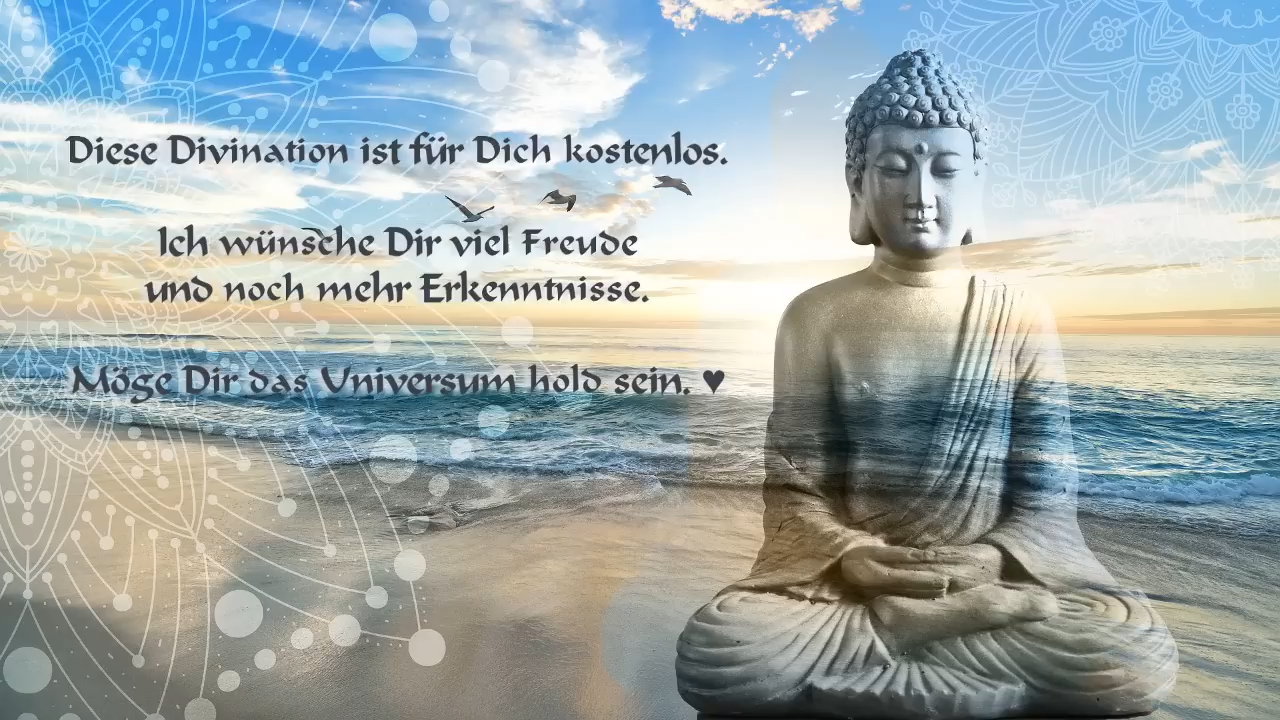 Diese Divination ist für Dich kostenlos.
Ich wünsche Dir viel Freude
und noch mehr Erkenntnisse.
Möge Dir das Universum hold sein. ♥